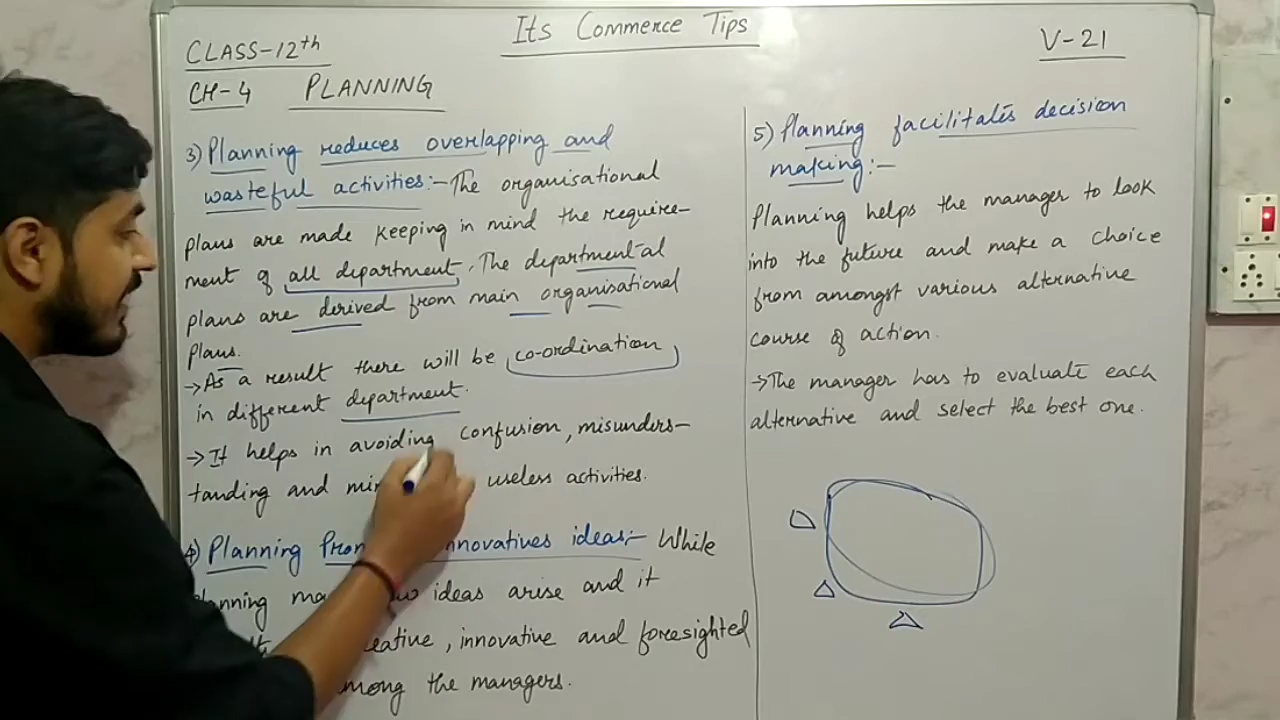 Its Commerce Tips
CLASS-12th
V-21
CH-4 PLANNING
3) Planning reduces overlapping and
wasteful activities:- The organisational
plans are made keeping in mind the require-
ment of all department. The departmental
plans are derived from main organisational
plans.
→ As a result there will be co-ordination
in different department.
→ It helps in avoiding confusion, misunders-
tanding and useless activities.
4) Planning innovatives ideas:- While
ideas arise and it
innovative and foresighted
among the managers.
5) Planning facilitates decision
making:-
Planning helps the manager to look
into the future and make a choice
from amongst various alternative
course of action.
→ The manager has to evaluate each
alternative and select the best one.